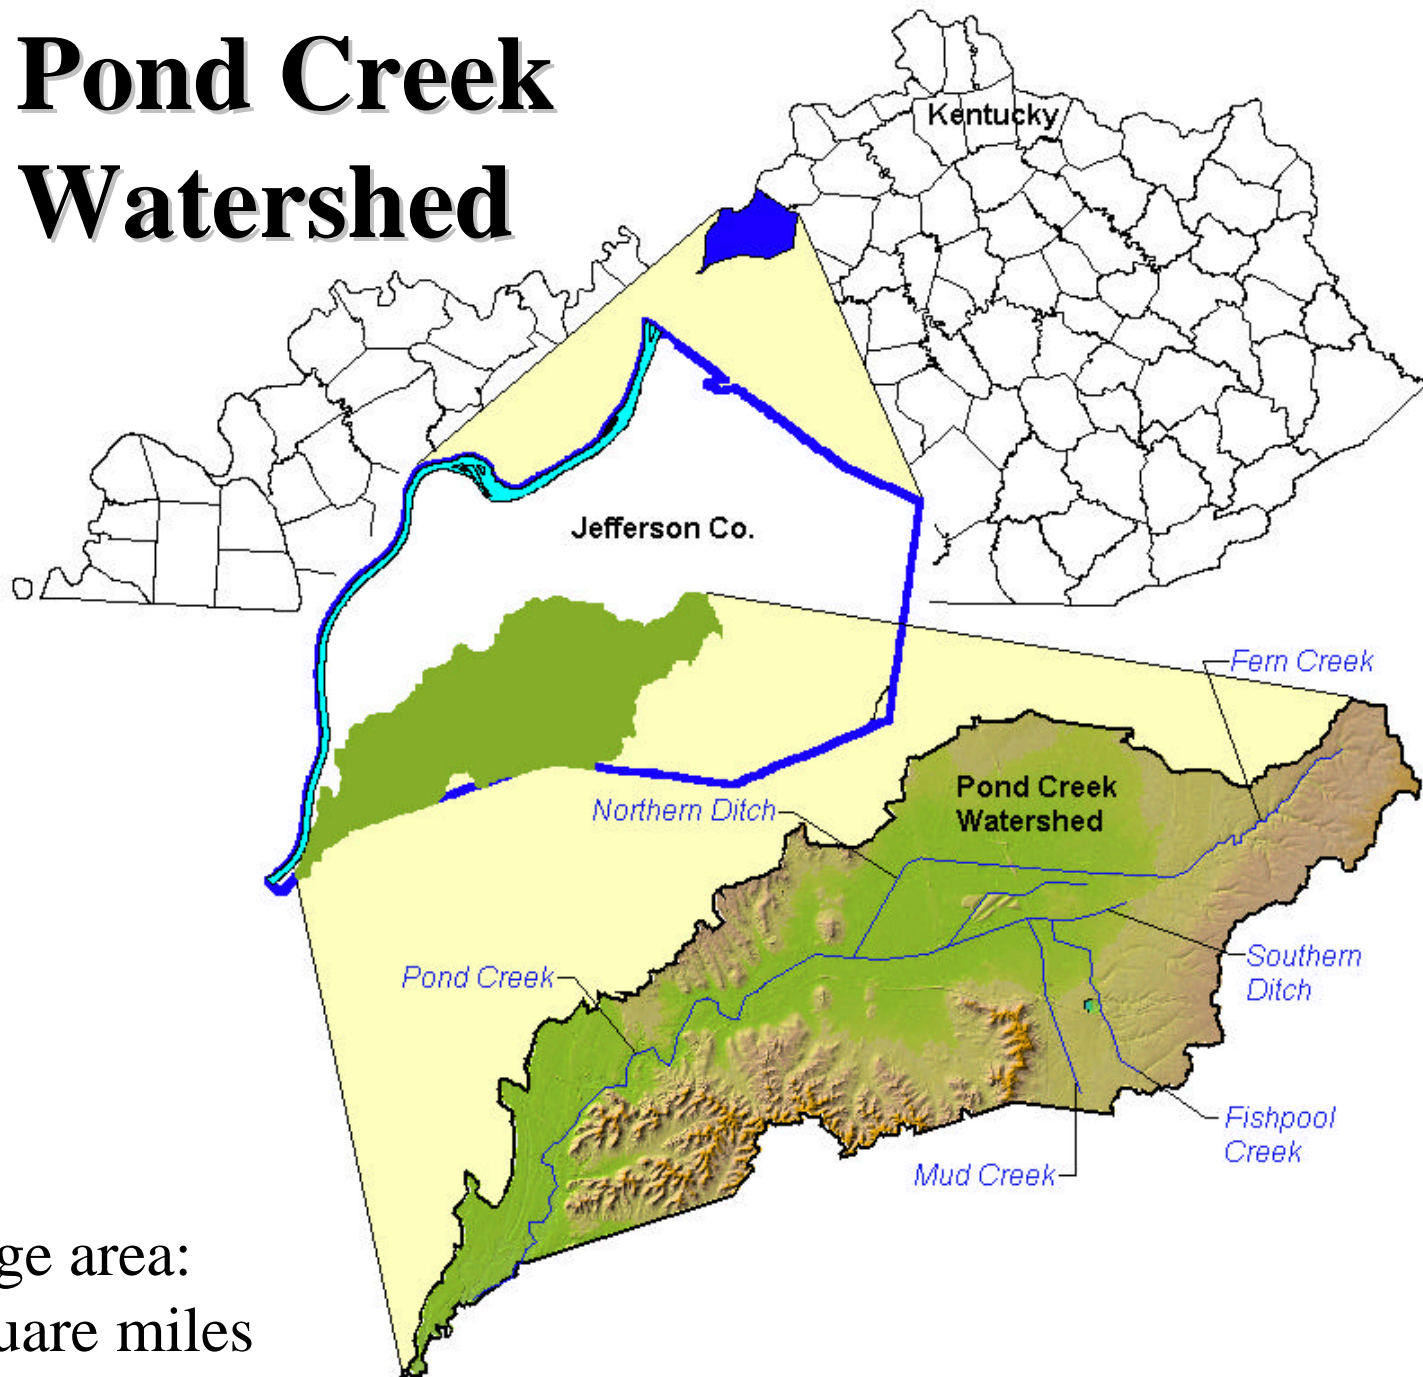 Pond Creek
Watershed
Kentucky
Jefferson Co.
Fern Creek
Pond Creek
Watershed
Northern Ditch
Pond Creek
Southern
Ditch
Fishpool
Creek
Mud Creek
ge area:
uare miles